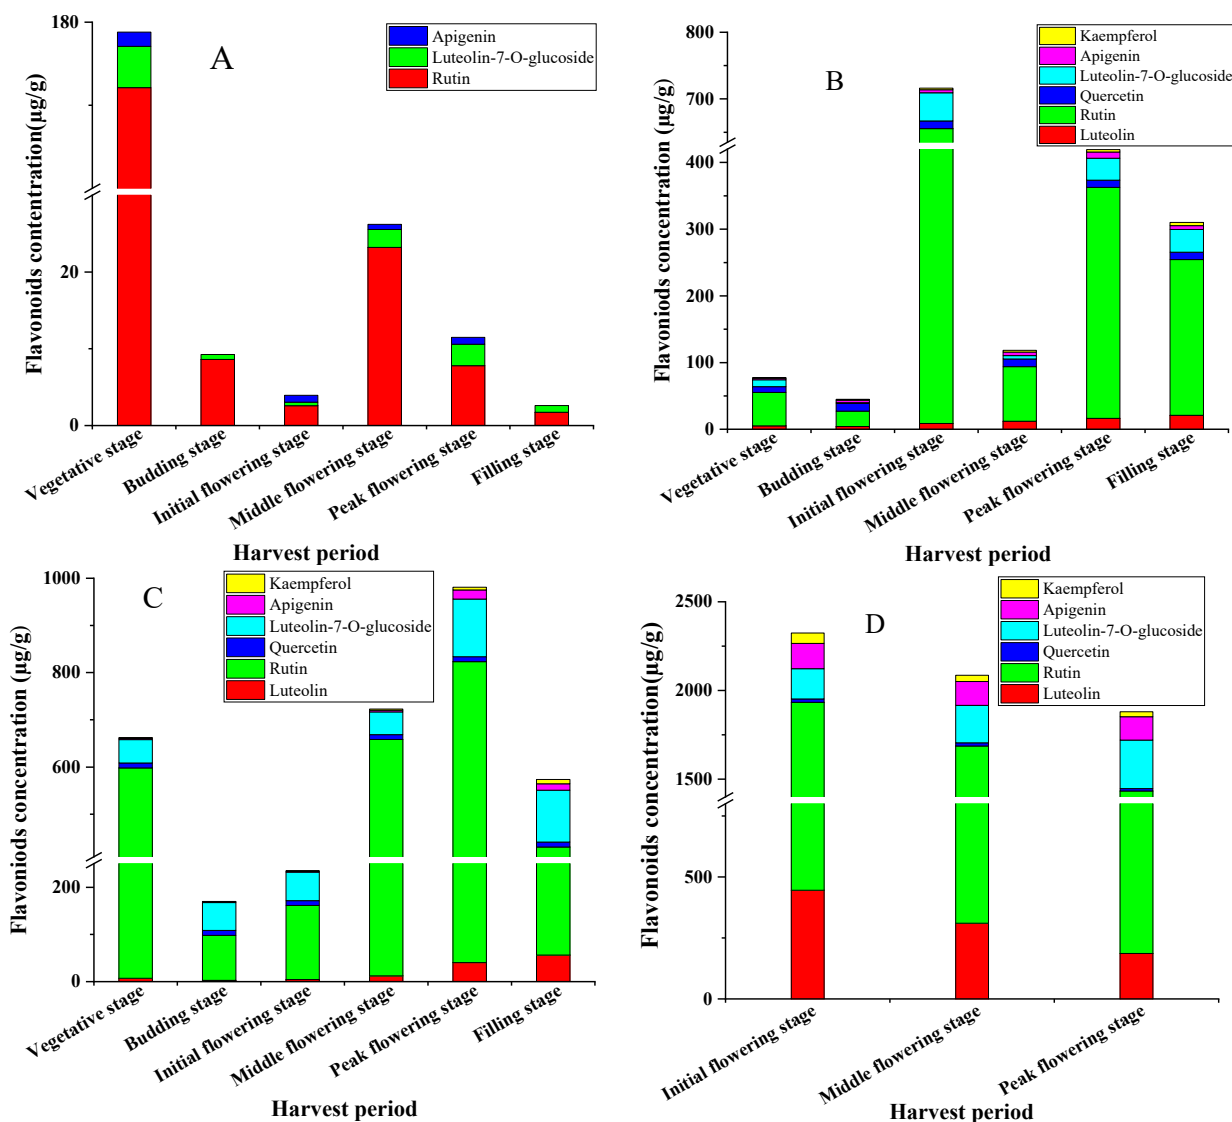 A
Flavonoids contentration(μg/g)
180
20
0
Apigenin
Luteolin-7-O-glucoside
Rutin
Vegetative stage
Budding stage
Initial flowering stage
Middle flowering stage
Peak flowering stage
Filling stage
Harvest period
B
Flavoniods concentration (μg/g)
800
700
400
300
200
100
0
Kaempferol
Apigenin
Luteolin-7-O-glucoside
Quercetin
Rutin
Luteolin
Vegetative stage
Budding stage
Initial flowering stage
Middle flowering stage
Peak flowering stage
Filling stage
Harvest period
C
Flavoniods concentration (μg/g)
1000
800
600
200
0
Kaempferol
Apigenin
Luteolin-7-O-glucoside
Quercetin
Rutin
Luteolin
Vegetative stage
Budding stage
Initial flowering stage
Middle flowering stage
Peak flowering stage
Filling stage
Harvest period
D
Flavonoids concentration(μg/g)
2500
2000
1500
500
0
Kaempferol
Apigenin
Luteolin-7-O-glucoside
Quercetin
Rutin
Luteolin
Initial flowering stage
Middle flowering stage
Peak flowering stage
Harvest period